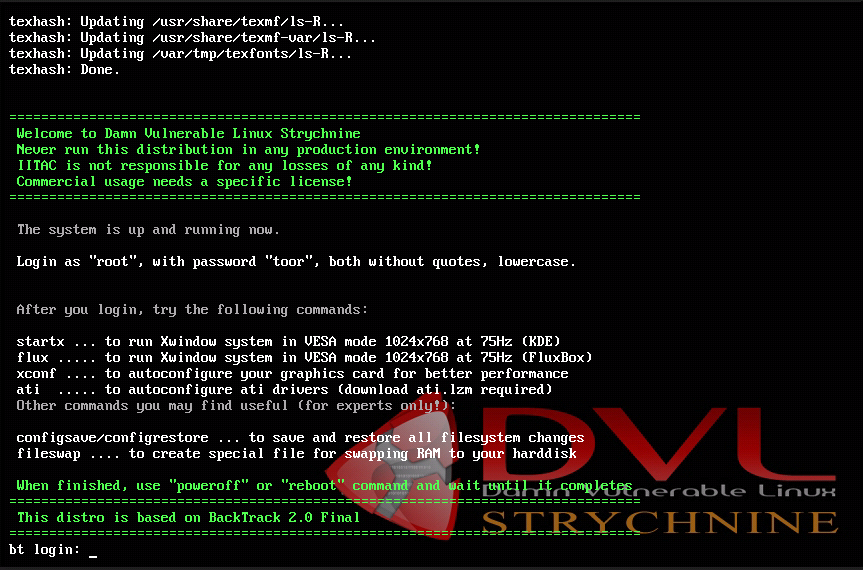 texhash: Updating /usr/share/texmf/ls-R...
texhash: Updating /usr/share/texmf-var/ls-R...
texhash: Updating /var/tmp/texfonts/ls-R...
texhash: Done.
===============================================================================
Welcome to Damn Vulnerable Linux Strychnine
Never run this distribution in any production environment!
IITAC is not responsible for any losses of any kind!
Commercial usage needs a specific license!
===============================================================================
The system is up and running now.
Login as "root", with password "toor", both without quotes, lowercase.
After you login, try the following commands:
startx ... to run Xwindow system in VESA mode 1024x768 at 75Hz (KDE)
flux ..... to run Xwindow system in VESA mode 1024x768 at 75Hz (FluxBox)
xconf .... to autoconfigure your graphics card for better performance
ati  ..... to autoconfigure ati drivers (download ati.lzm required)
Other commands you may find useful (for experts only!):
configsave/configrestore ... to save and restore all filesystem changes
fileswap .... to create special file for swapping RAM to your harddisk
When finished, use "poweroff" or "reboot" command and wait until it completes
===============================================================================
This distro is based on BackTrack 2.0 Final
===============================================================================
bt login: _
DVL
Damn Vulnerable Linux
STRYCHNINE